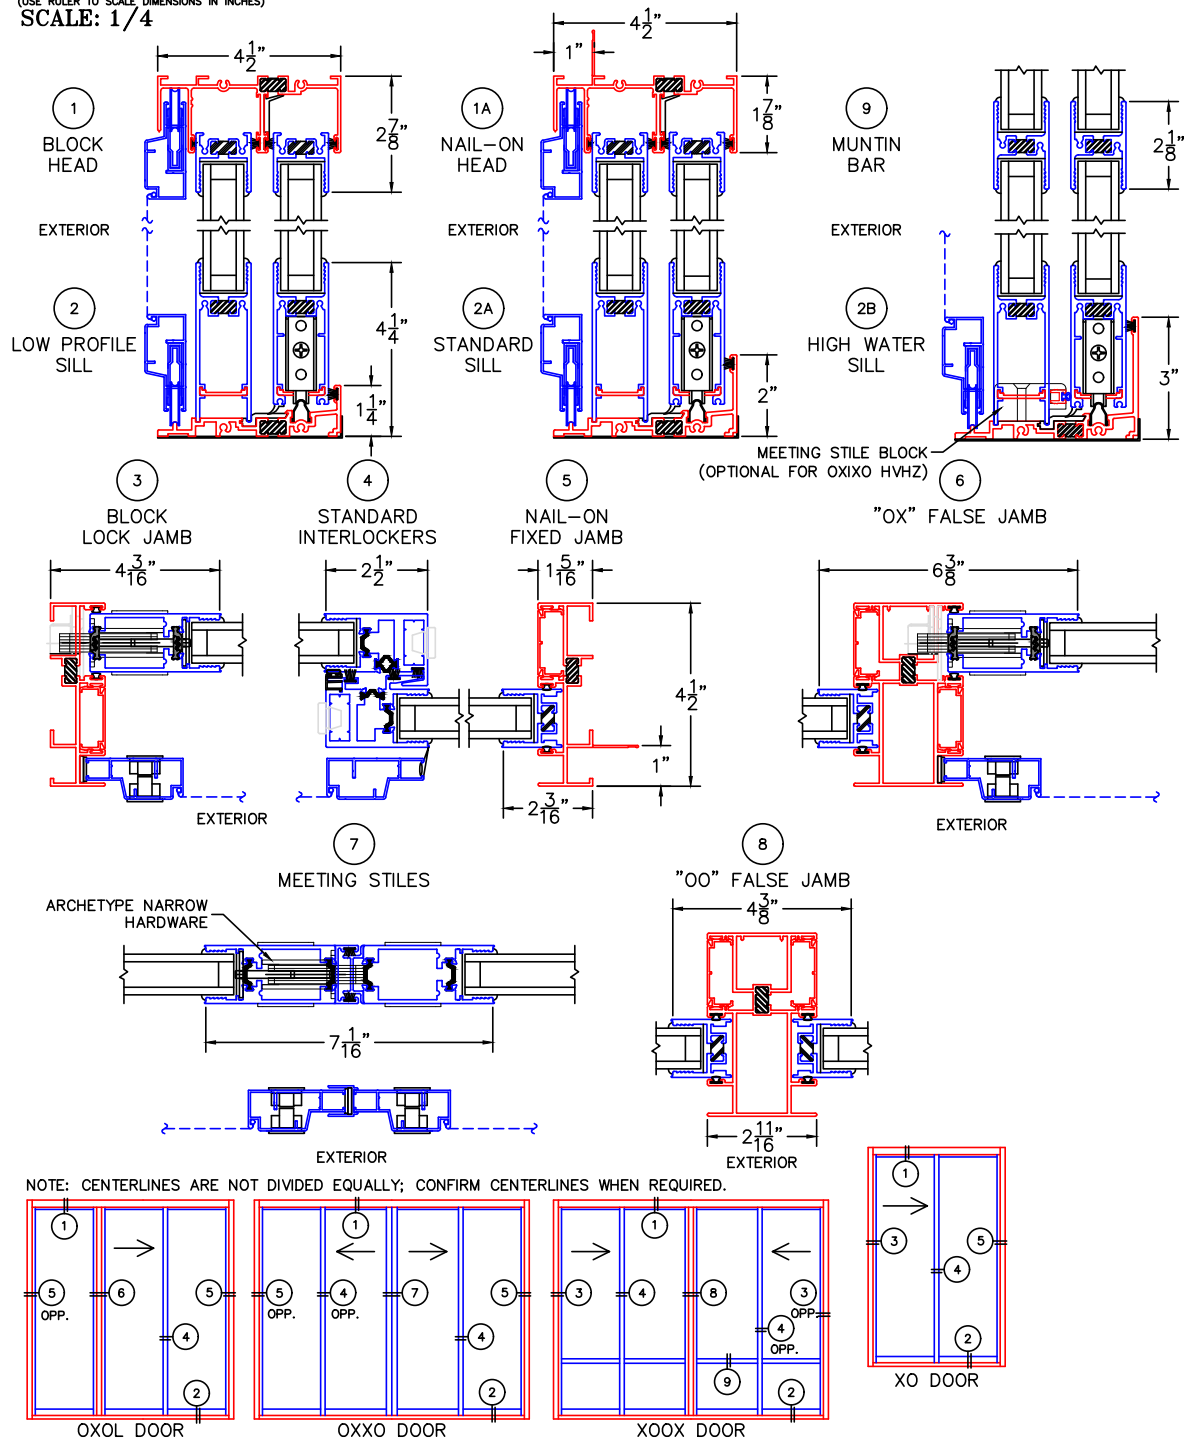 (USE RULER TO SCALE DIMENSIONS IN INCHES)
SCALE: 1/4
4 1/2"
4 1/2"
1"
1
BLOCK
HEAD
2 7/8"
1A
NAIL-ON
HEAD
1 7/8"
9
MUNTIN
BAR
2 1/8"
EXTERIOR
EXTERIOR
EXTERIOR
2
LOW PROFILE
SILL
4 1/4"
1 1/4"
2A
STANDARD
SILL
2"
2B
HIGH WATER
SILL
3"
MEETING STILE BLOCK
(OPTIONAL FOR OXIXO HVHZ)
3
BLOCK
LOCK JAMB
4 3/16"
4
STANDARD
INTERLOCKERS
2 1/2"
5
NAIL-ON
FIXED JAMB
1 5/16"
6
"OX" FALSE JAMB
6 3/8"
4 1/2"
1"
2 3/16"
EXTERIOR
EXTERIOR
7
MEETING STILES
ARCHETYPE NARROW
HARDWARE
7 1/16"
EXTERIOR
8
"OO" FALSE JAMB
4 3/8"
2 11/16"
EXTERIOR
NOTE: CENTERLINES ARE NOT DIVIDED EQUALLY; CONFIRM CENTERLINES WHEN REQUIRED.
1
5
OPP.
6
5
4
2
OXOL DOOR
1
5
OPP.
4
OPP.
7
5
4
2
OXXO DOOR
1
3
4
8
3
OPP.
4
OPP.
9
2
XOOX DOOR
1
3
5
4
2
XO DOOR